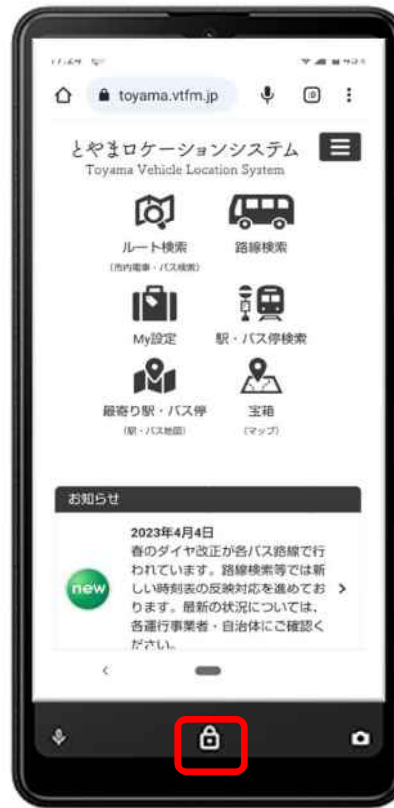 17:24
toyama.vtfm.jp
:D
とやまロケーションシステム
Toyama Vehicle Location System
ルート検索
(市内電車・バス検索)
路線検索
My設定
駅・バス停検索
最寄り駅・バス停
(駅・バス地図)
宝箱
(マップ)
お知らせ
new
2023年4月4日
春のダイヤ改正が各バス路線で行
われています。路線検索等では新
しい時刻表の反映対応を進めてお
ります。最新の状況については、
各運行事業者・自治体にご確認く
ださい。